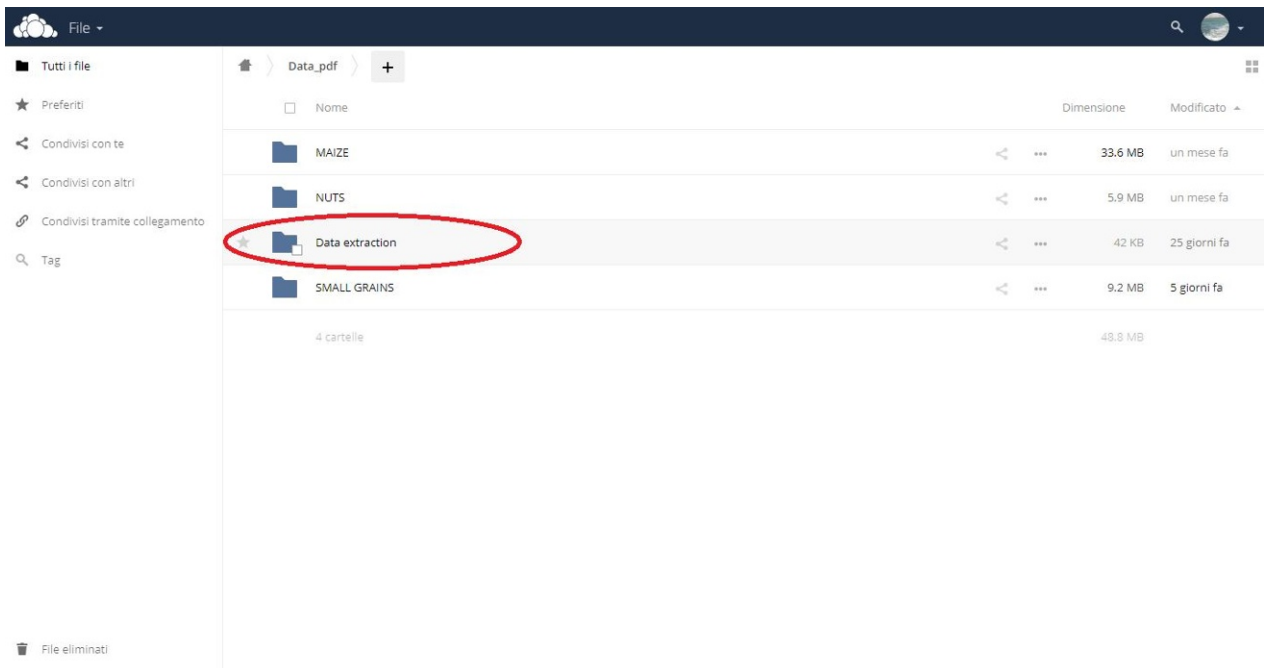 File
Tutti i file
Preferiti
Condivisi con te
Condivisi con altri
Condivisi tramite collegamento
Tag
File eliminati
Data_pdf +
Nome Dimensione Modificato
MAIZE 33.6 MB un mese fa
NUTS 5.9 MB un mese fa
Data extraction 42 KB 25 giorni fa
SMALL GRAINS 9.2 MB 5 giorni fa
4 cartelle 48.8 MB